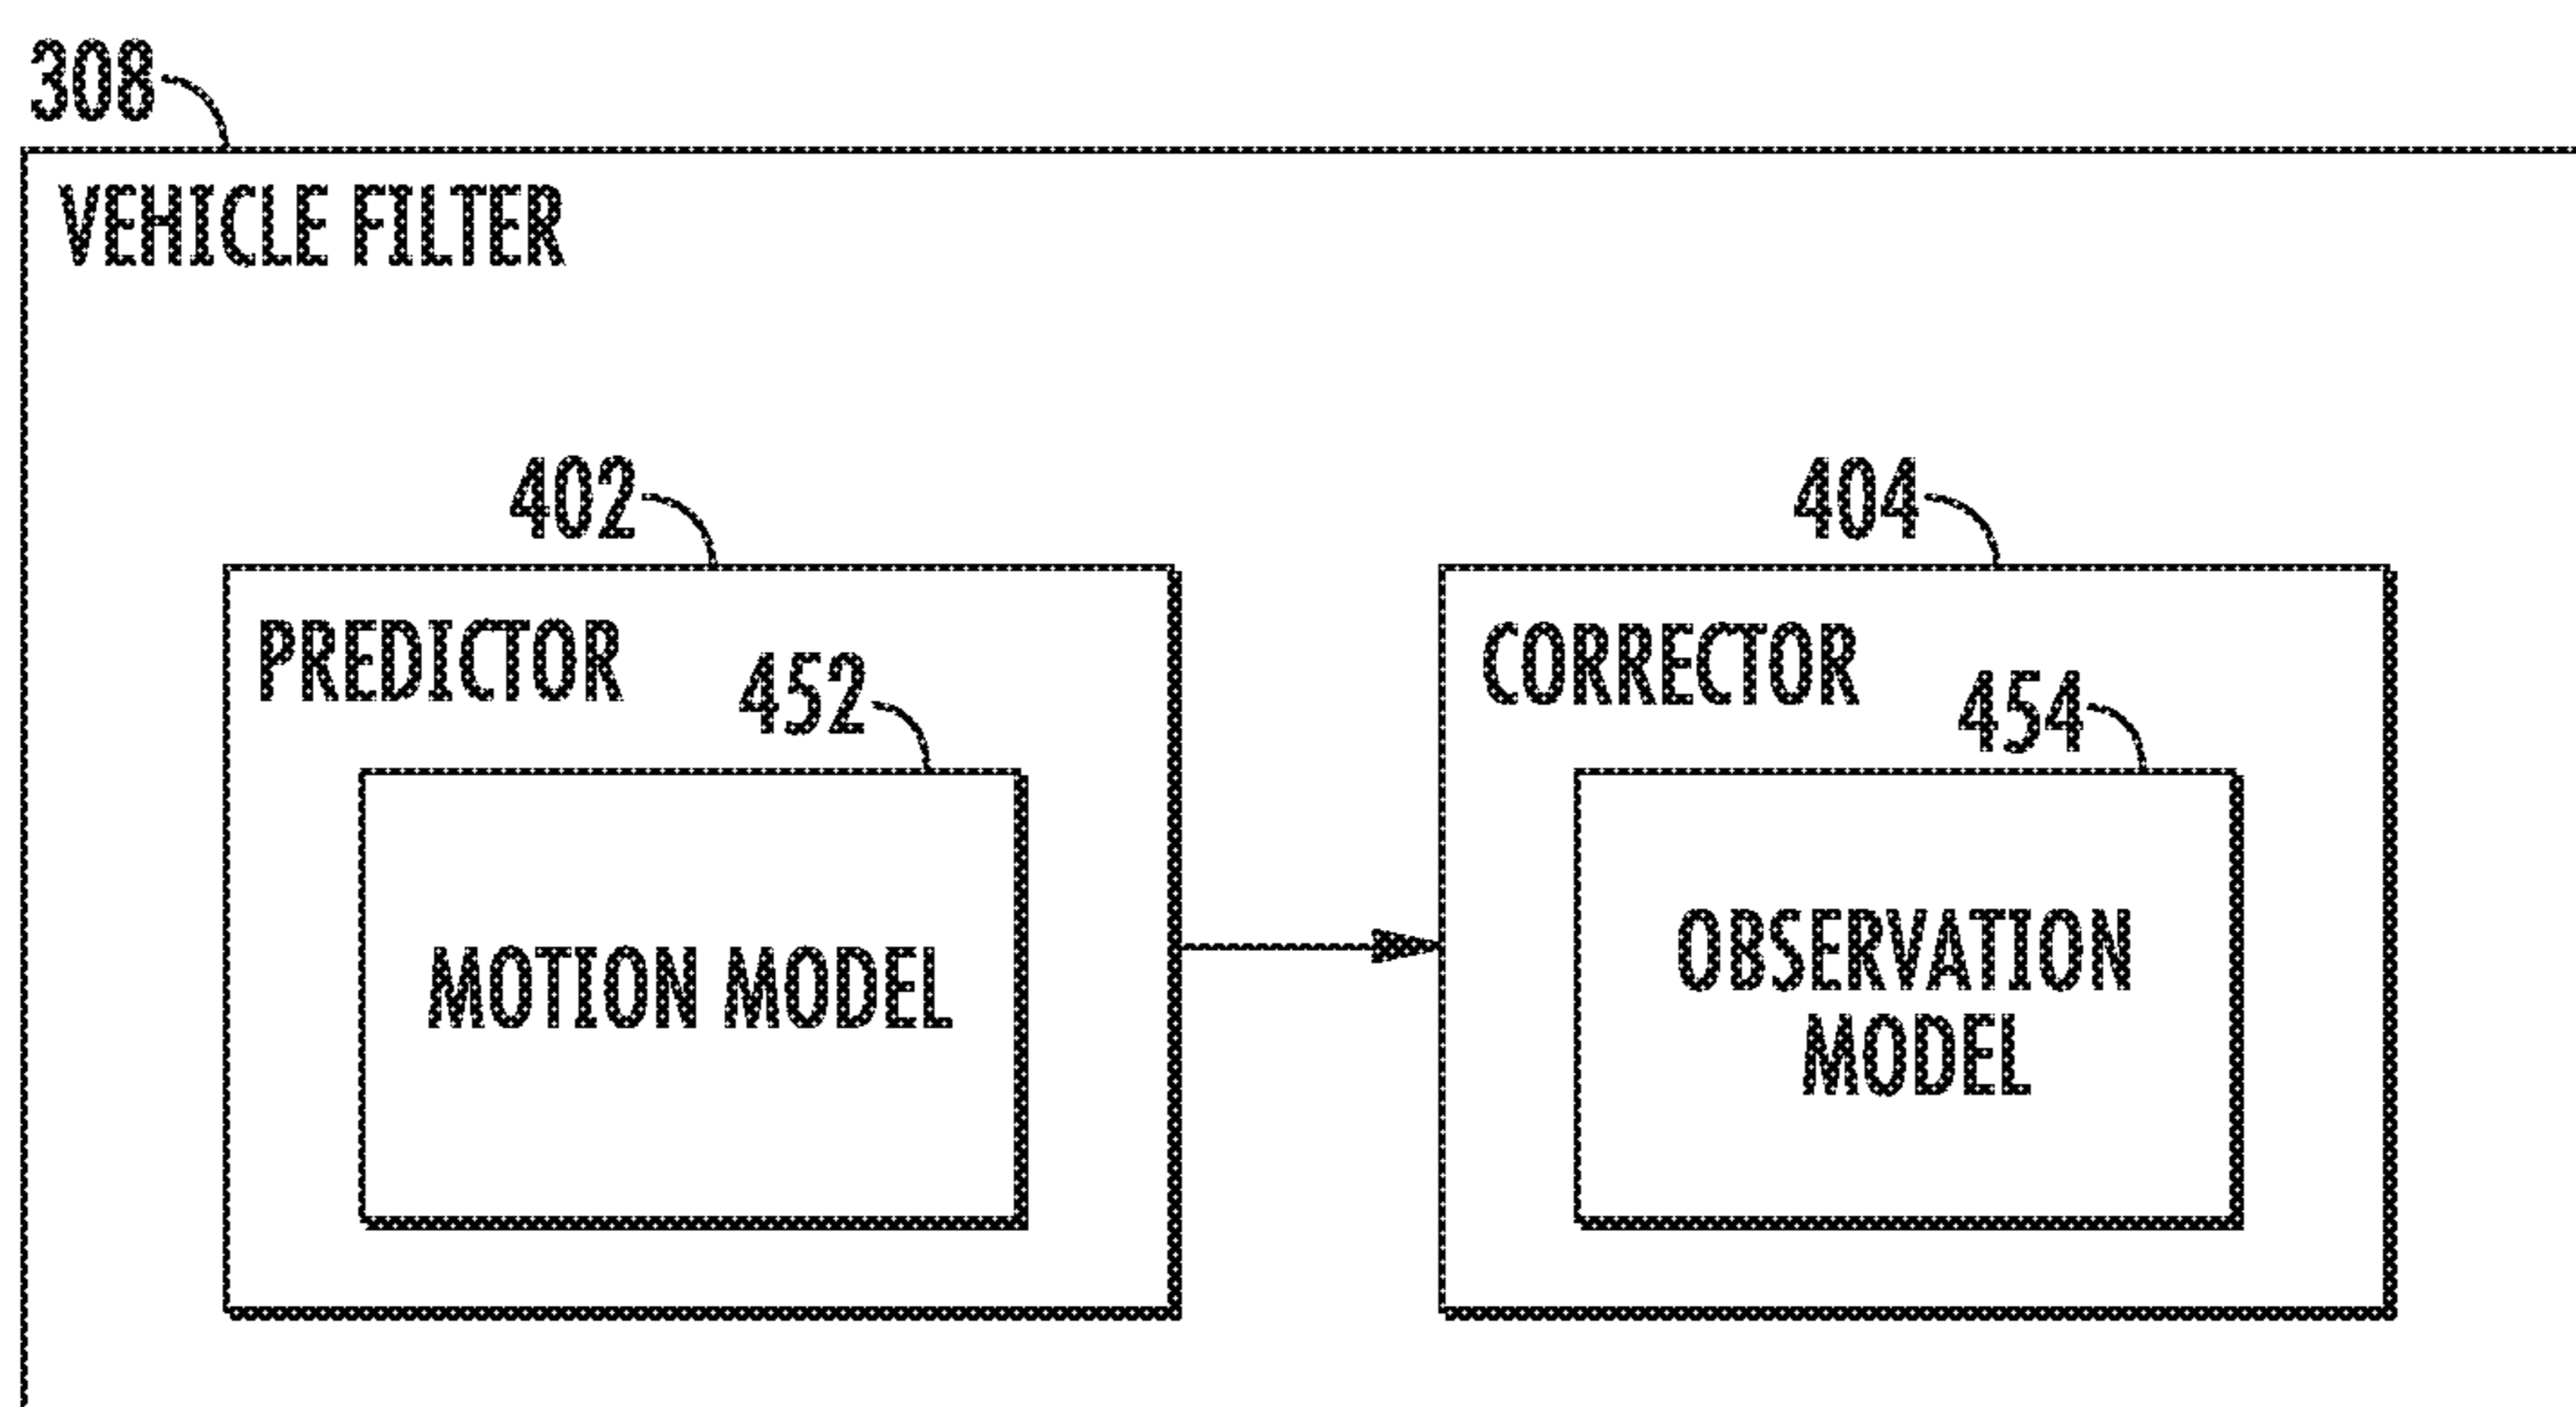 308
VEHICLE FILTER
402
404
PREDICTOR
CORRECTOR
452
454
MOTION MODEL
OBSERVATION
MODEL